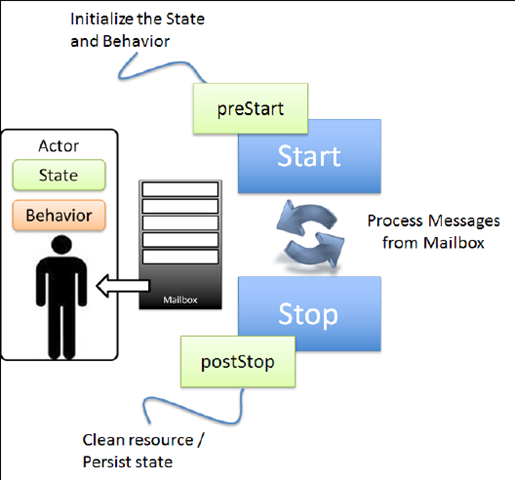 Initialize the State
and Behavior
preStart
Start
Actor
State
Behavior
Process Messages
from Mailbox
Mailbox
Stop
postStop
Clean resource /
Persist state